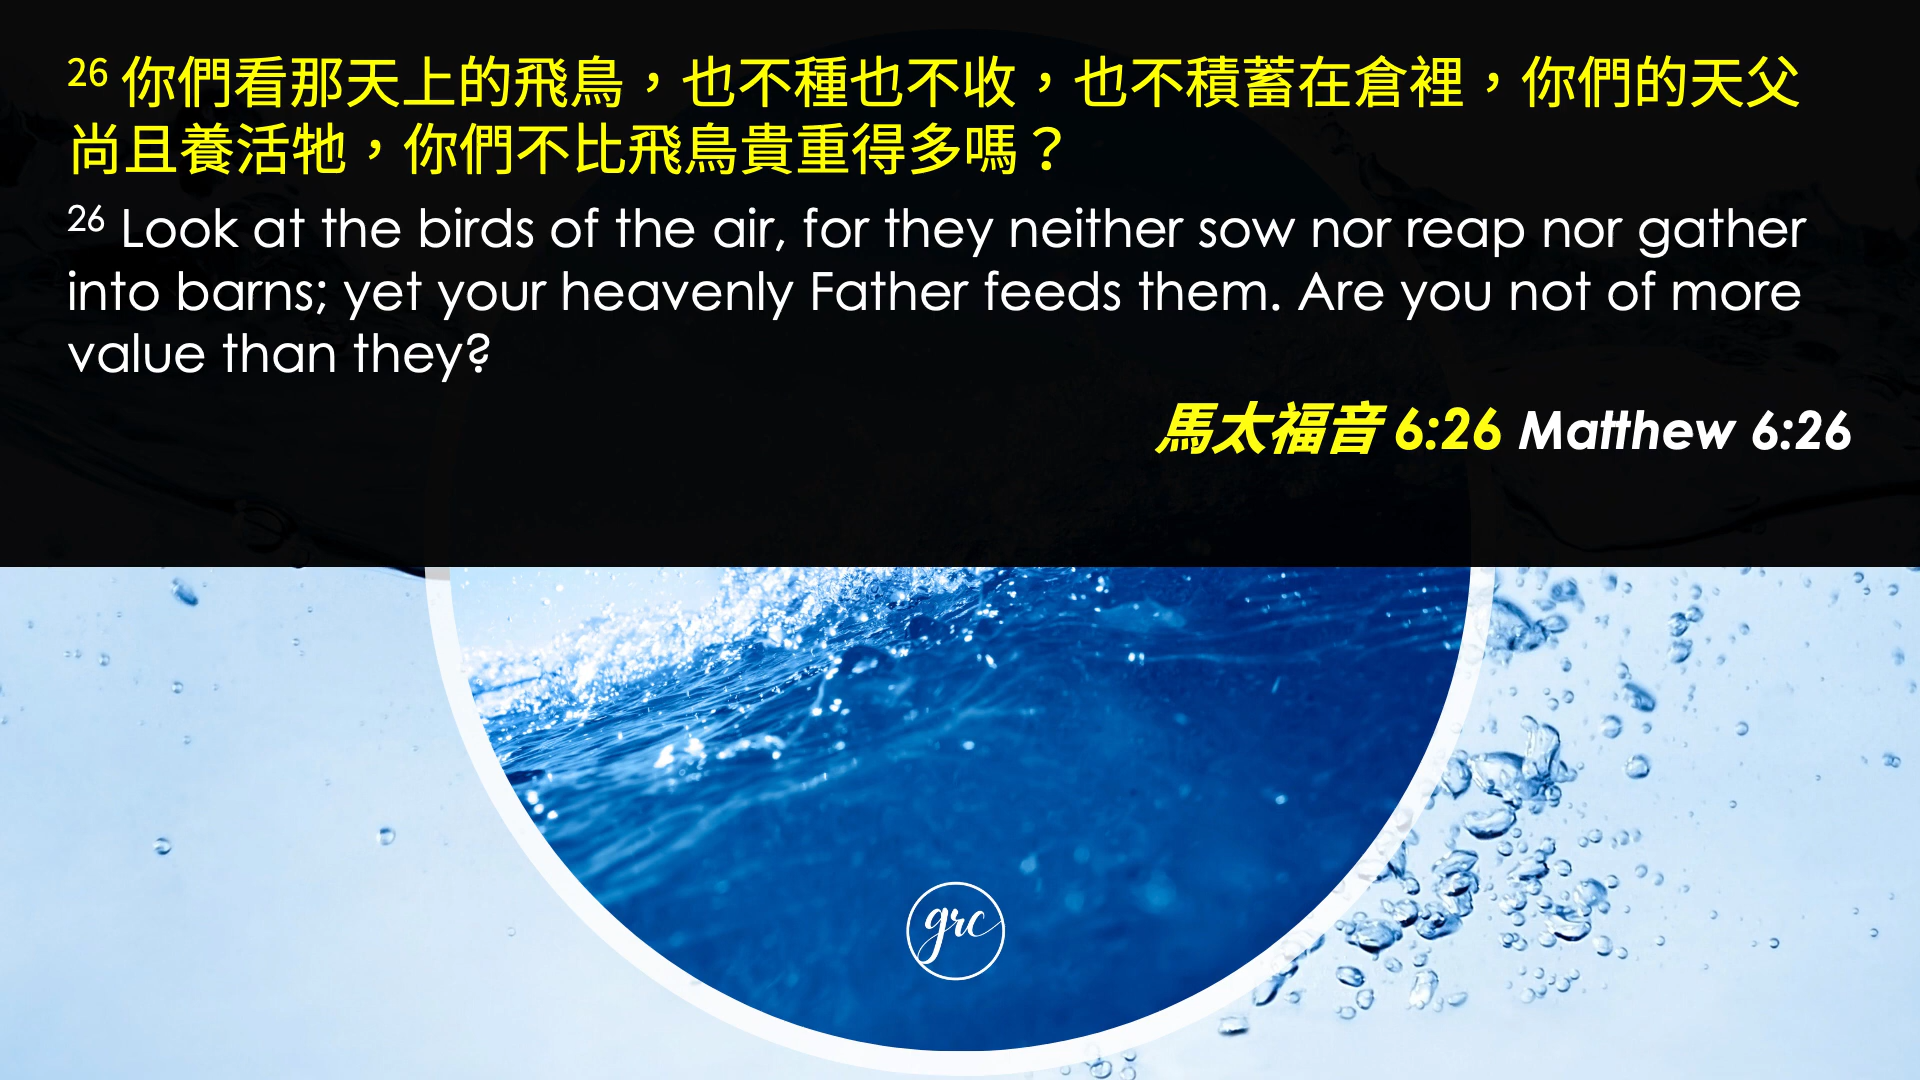 26 你們看那天上的飛鳥，也不種也不收，也不積蓄在倉裡，你們的天父
尚且養活牠，你們不比飛鳥貴重得多嗎？
26 Look at the birds of the air, for they neither sow nor reap nor gather
into barns; yet your heavenly Father feeds them. Are you not of more
value than they?
馬太福音 6:26 Matthew 6:26
grc